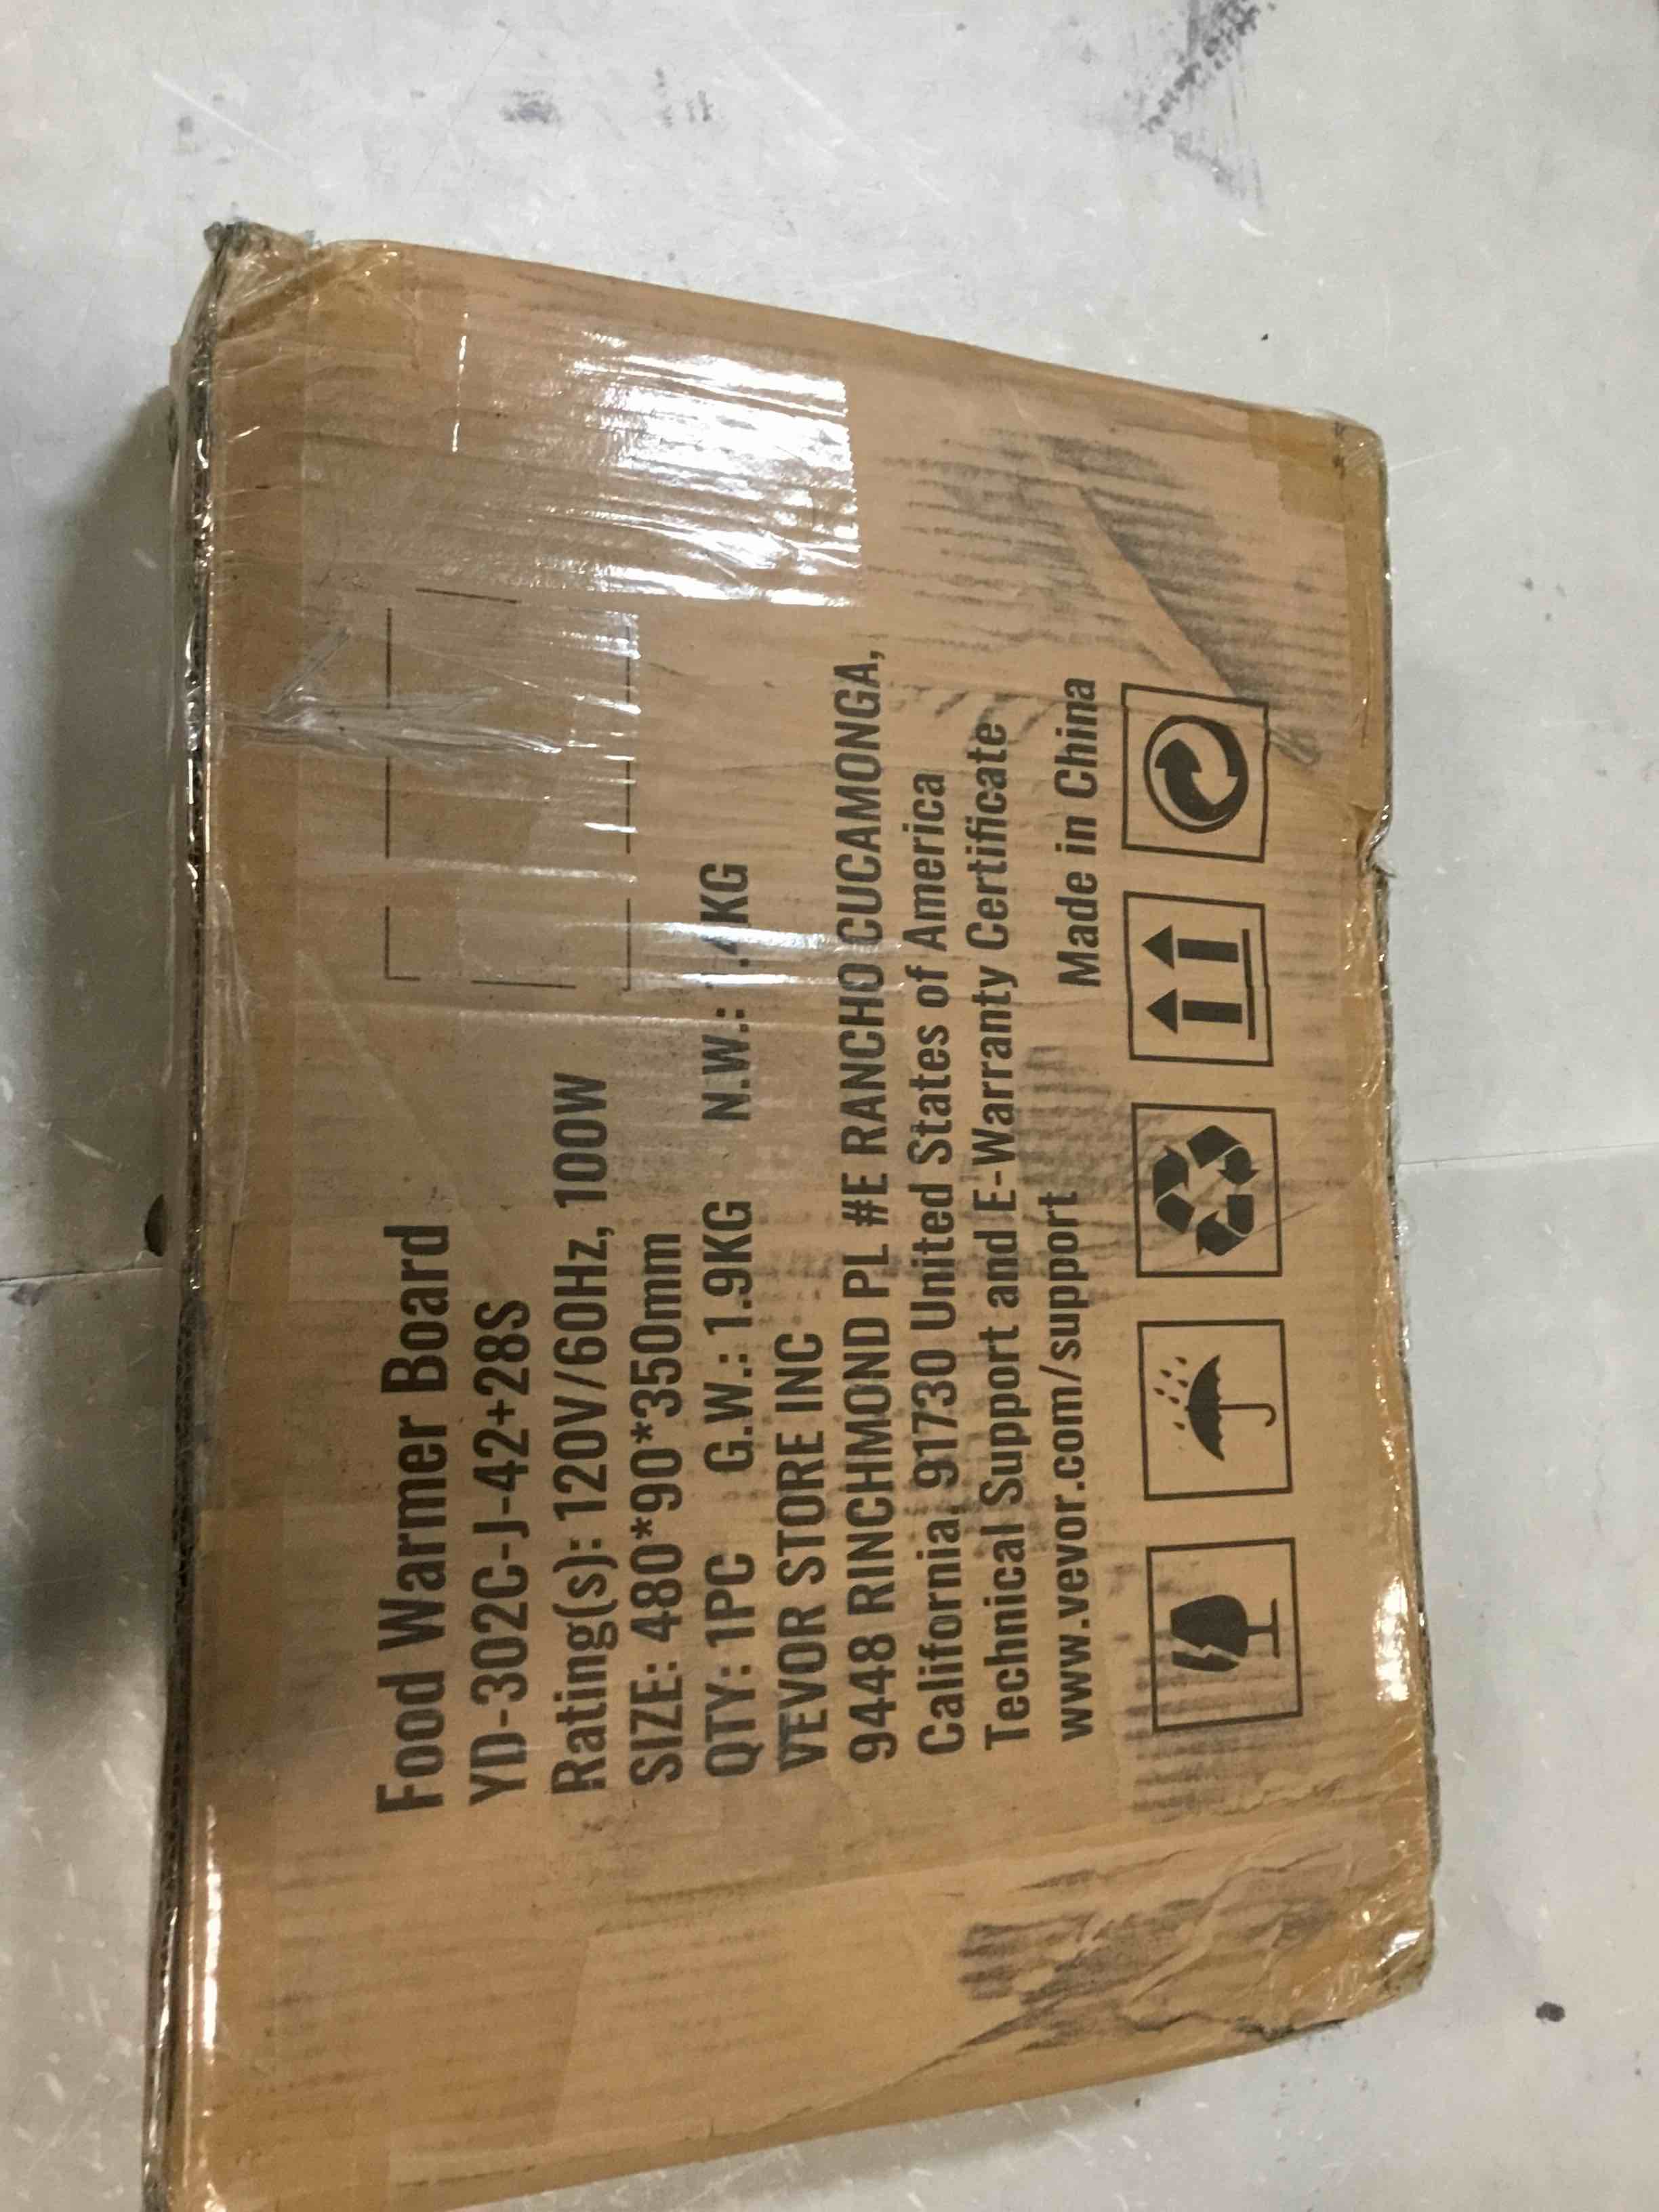 Food Warmer Board
YD-302C-J-42+28S
Rating(s): 120V/60Hz, 100W
SIZE: 480*90*350mm
QTY: 1PC G.W.: 1.9KG N.W.: KG
VEVOR STORE INC
9448 RINCHMOND PL #E RANCHO CUCAMONGA,
California, 91730 United States of America
Technical Support and E-Warranty Certificate
www.vevor.com/support
Made in China